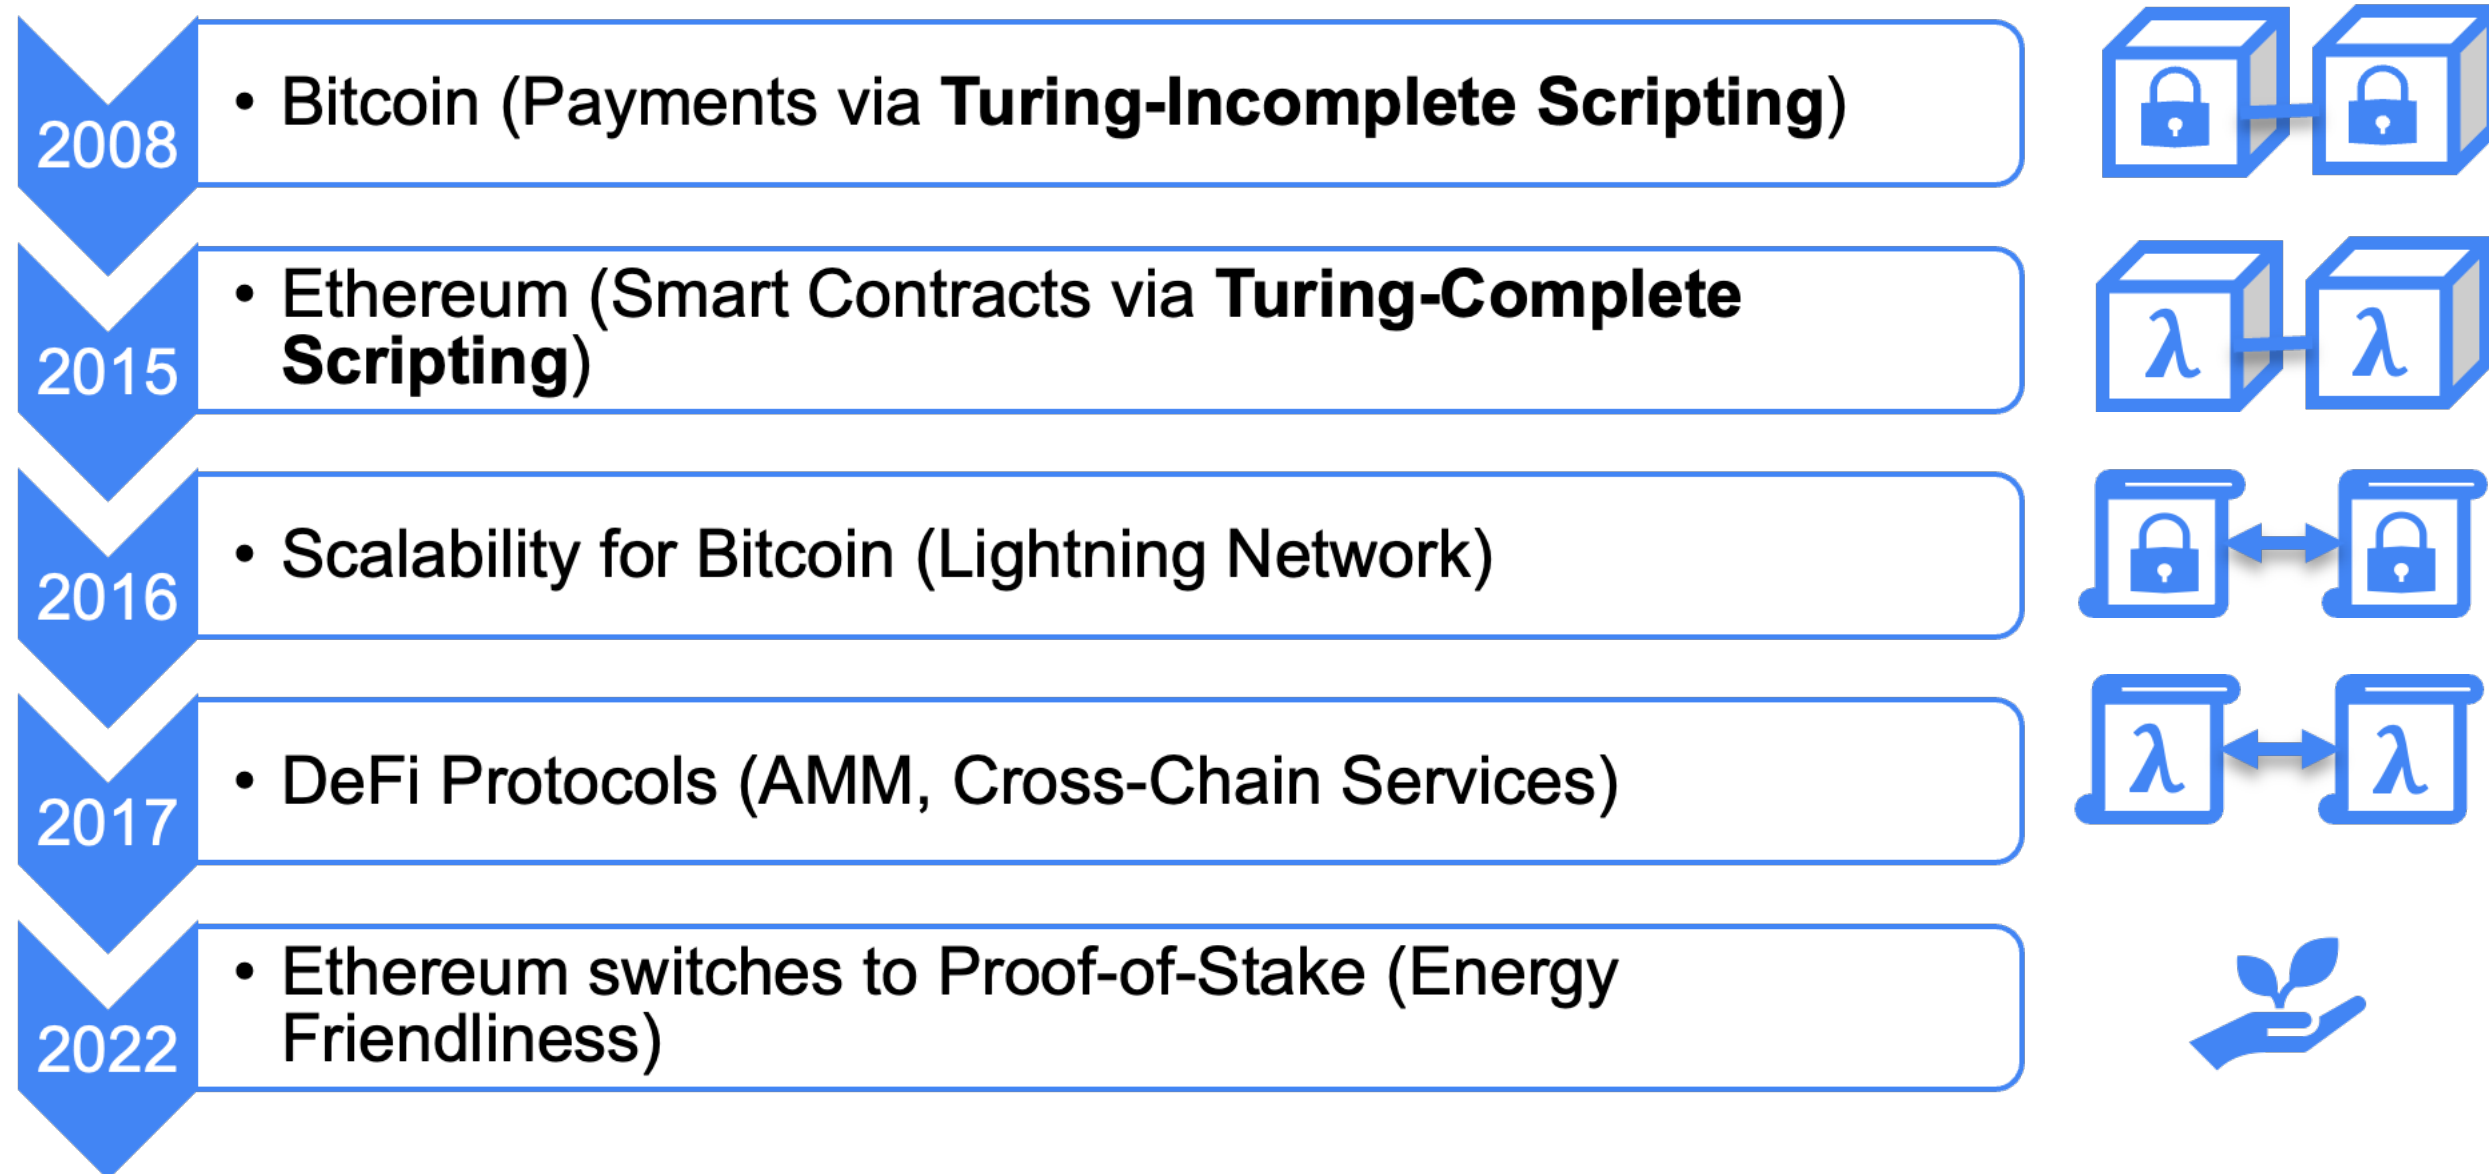 2008
• Bitcoin (Payments via Turing-Incomplete Scripting)
2015
• Ethereum (Smart Contracts via Turing-Complete
Scripting)
λ λ
2016
• Scalability for Bitcoin (Lightning Network)
2017
• DeFi Protocols (AMM, Cross-Chain Services)
λ λ
2022
• Ethereum switches to Proof-of-Stake (Energy
Friendliness)